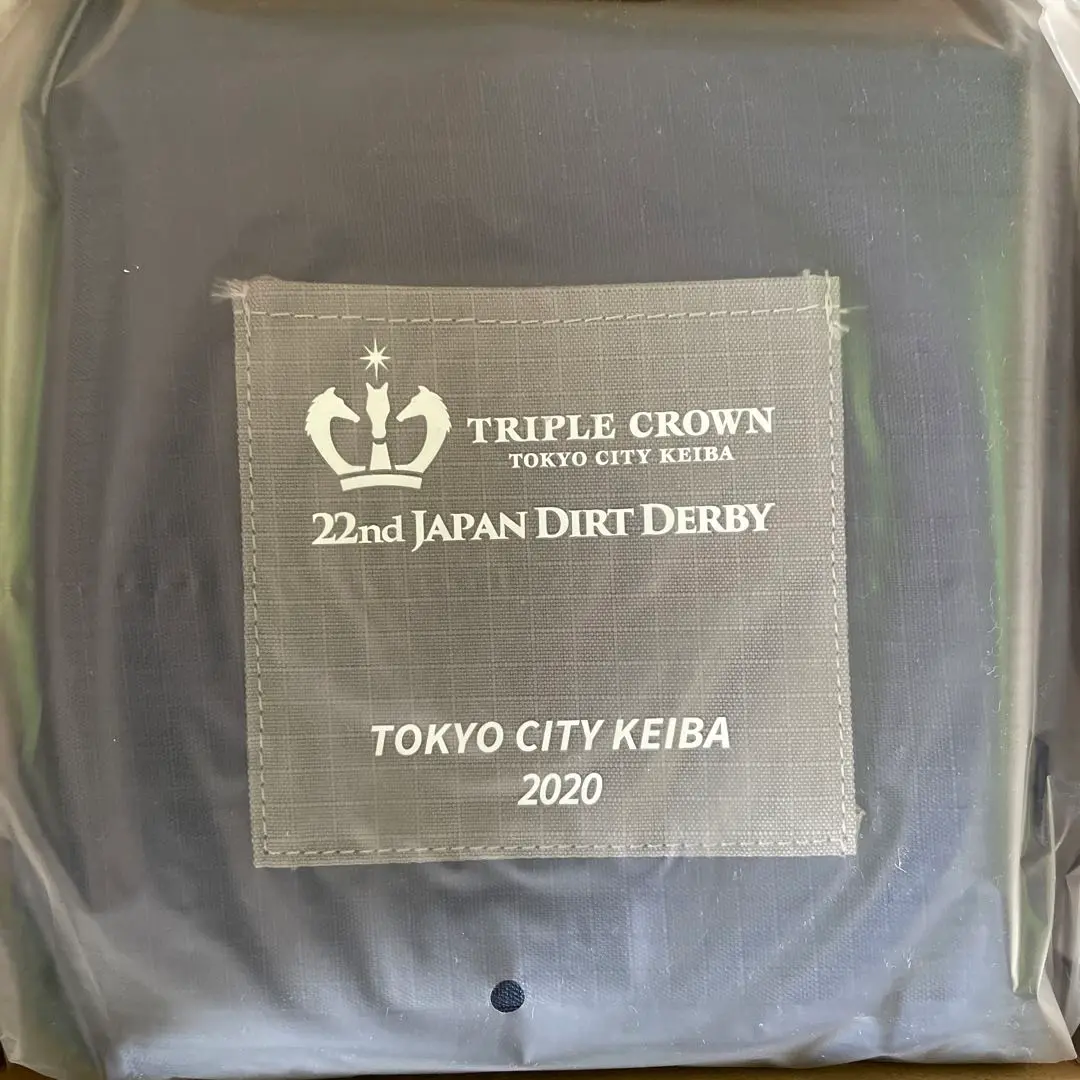 TRIPLE CROWN
TOKYO CITY KEIBA
22nd JAPAN DIRT DERBY
TOKYO CITY KEIBA
2020